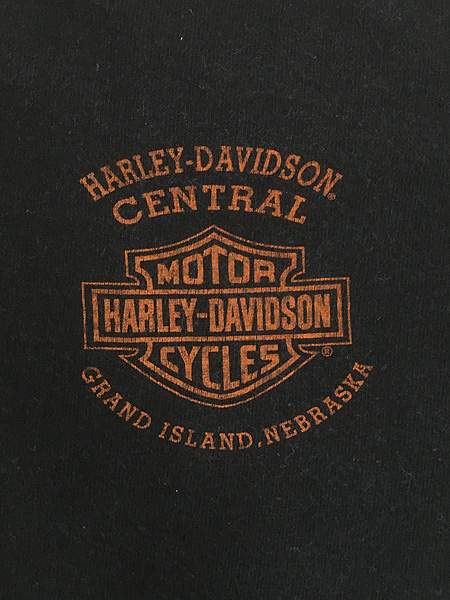 HARLEY-DAVIDSON®
CENTRAL
MOTOR
HARLEY-DAVIDSON
CYCLES ®
GRAND ISLAND, NEBRASKA